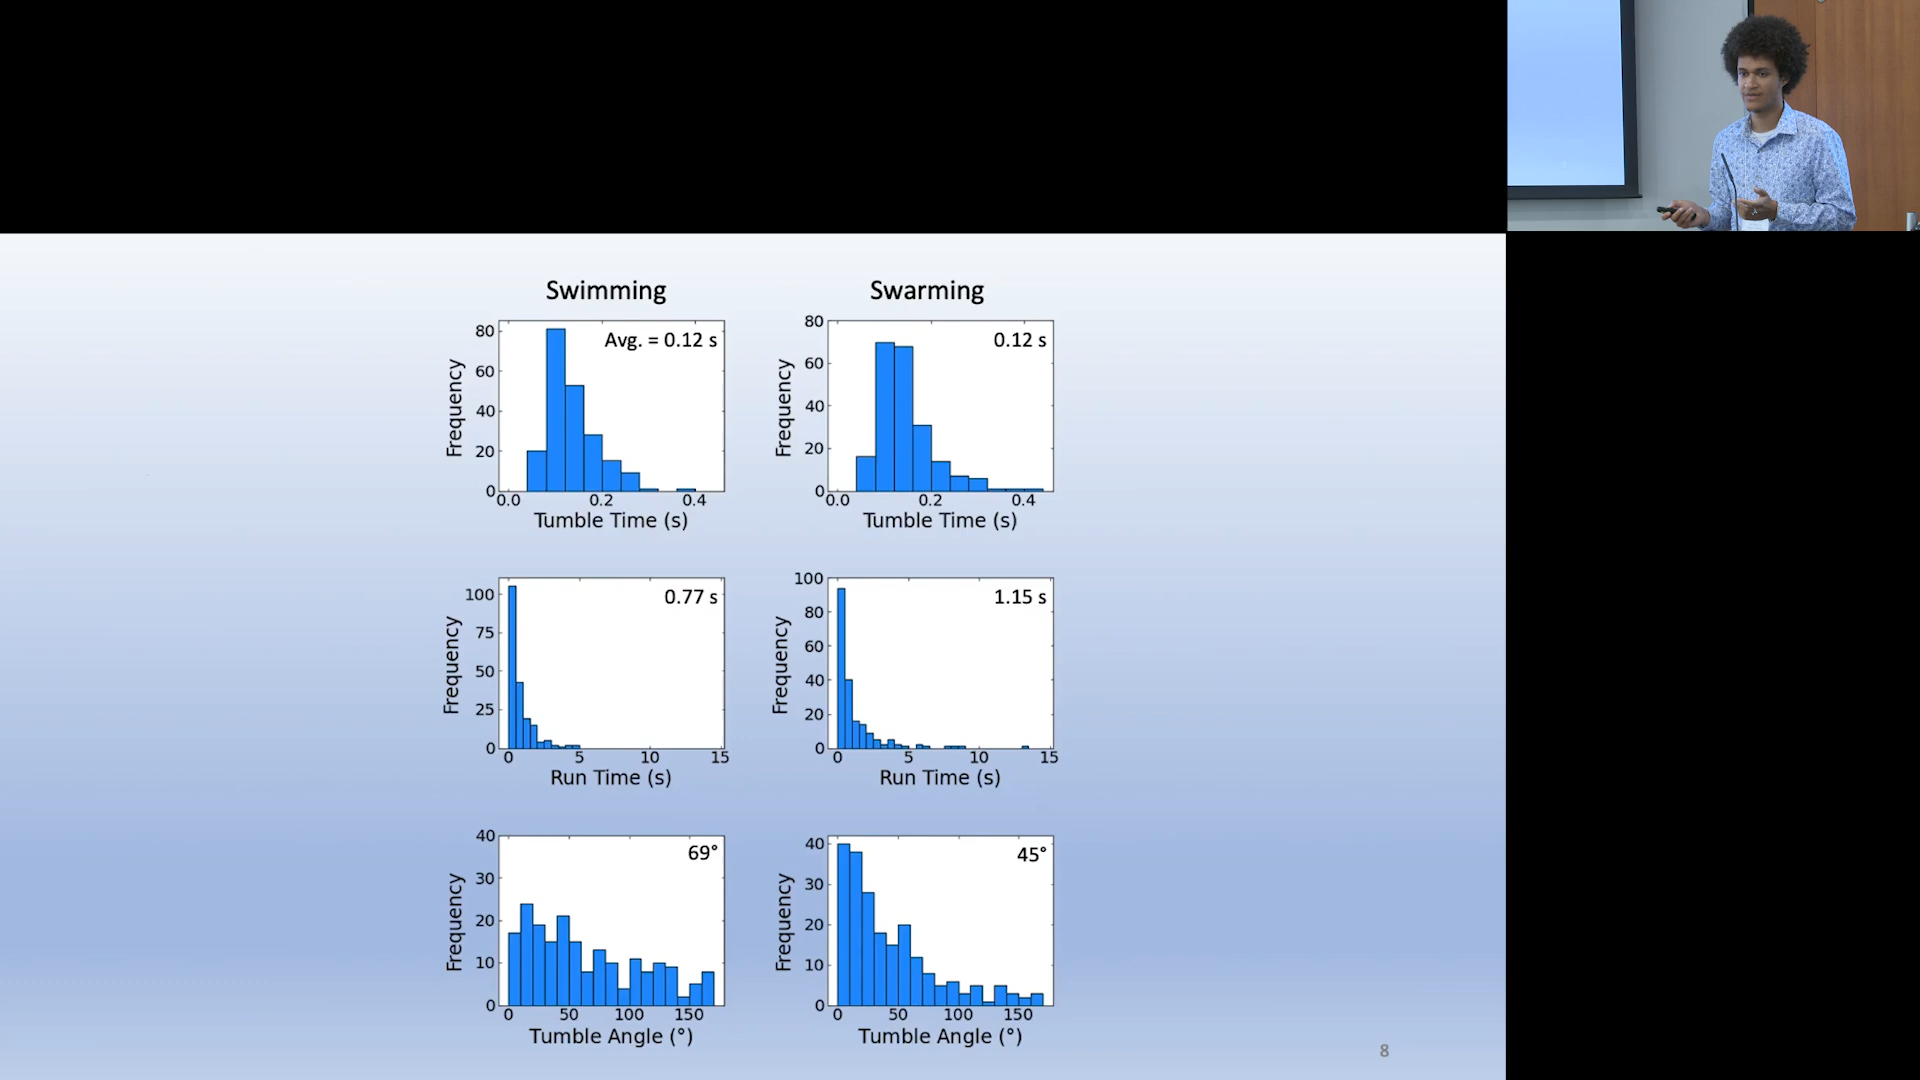 Swimming
Swarming
80
60
40
20
0
Frequency
Avg. = 0.12 s
0.0 0.2 0.4
Tumble Time (s)
80
60
40
20
0
Frequency
0.12 s
0.0 0.2 0.4
Tumble Time (s)
100
75
50
25
0
Frequency
0.77 s
0 5 10 15
Run Time (s)
100
80
60
40
20
0
Frequency
1.15 s
0 5 10 15
Run Time (s)
40
30
20
10
0
Frequency
69°
0 50 100 150
Tumble Angle (°)
40
30
20
10
0
Frequency
45°
0 50 100 150
Tumble Angle (°)
8